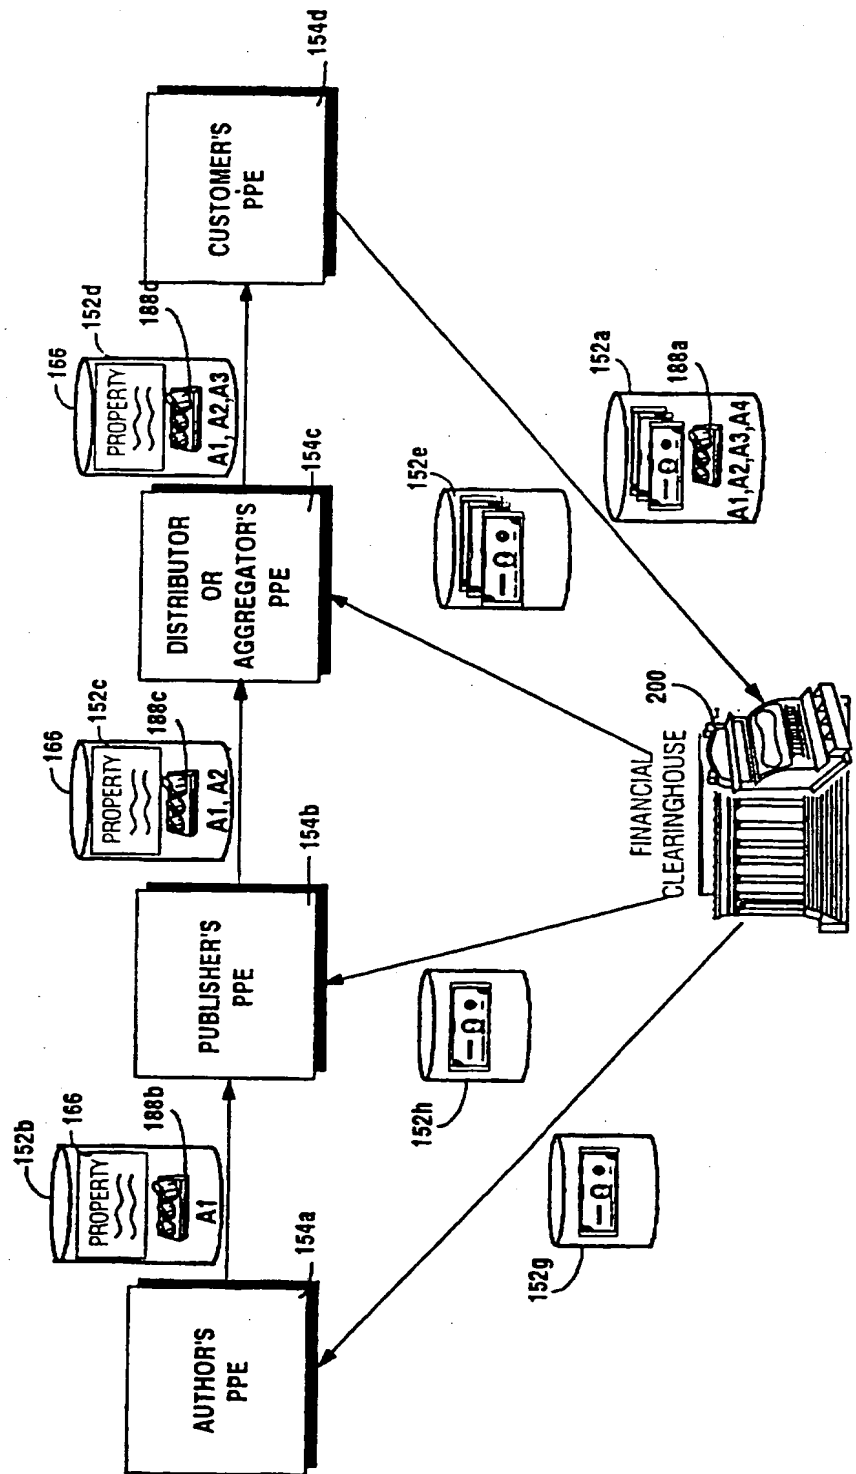 152b
166
PROPERTY
188b
A1
AUTHOR'S
PPE
154a
166
152c
PROPERTY
188c
A1, A2
PUBLISHER'S
PPE
154b
166
152d
PROPERTY
188d
A1, A2,A3
DISTRIBUTOR
OR
AGGREGATOR'S
PPE
154c
CUSTOMER'S
PPE
154d
152g
152h
152e
152a
188a
A1,A2,A3,A4
FINANCIAL
CLEARINGHOUSE
200